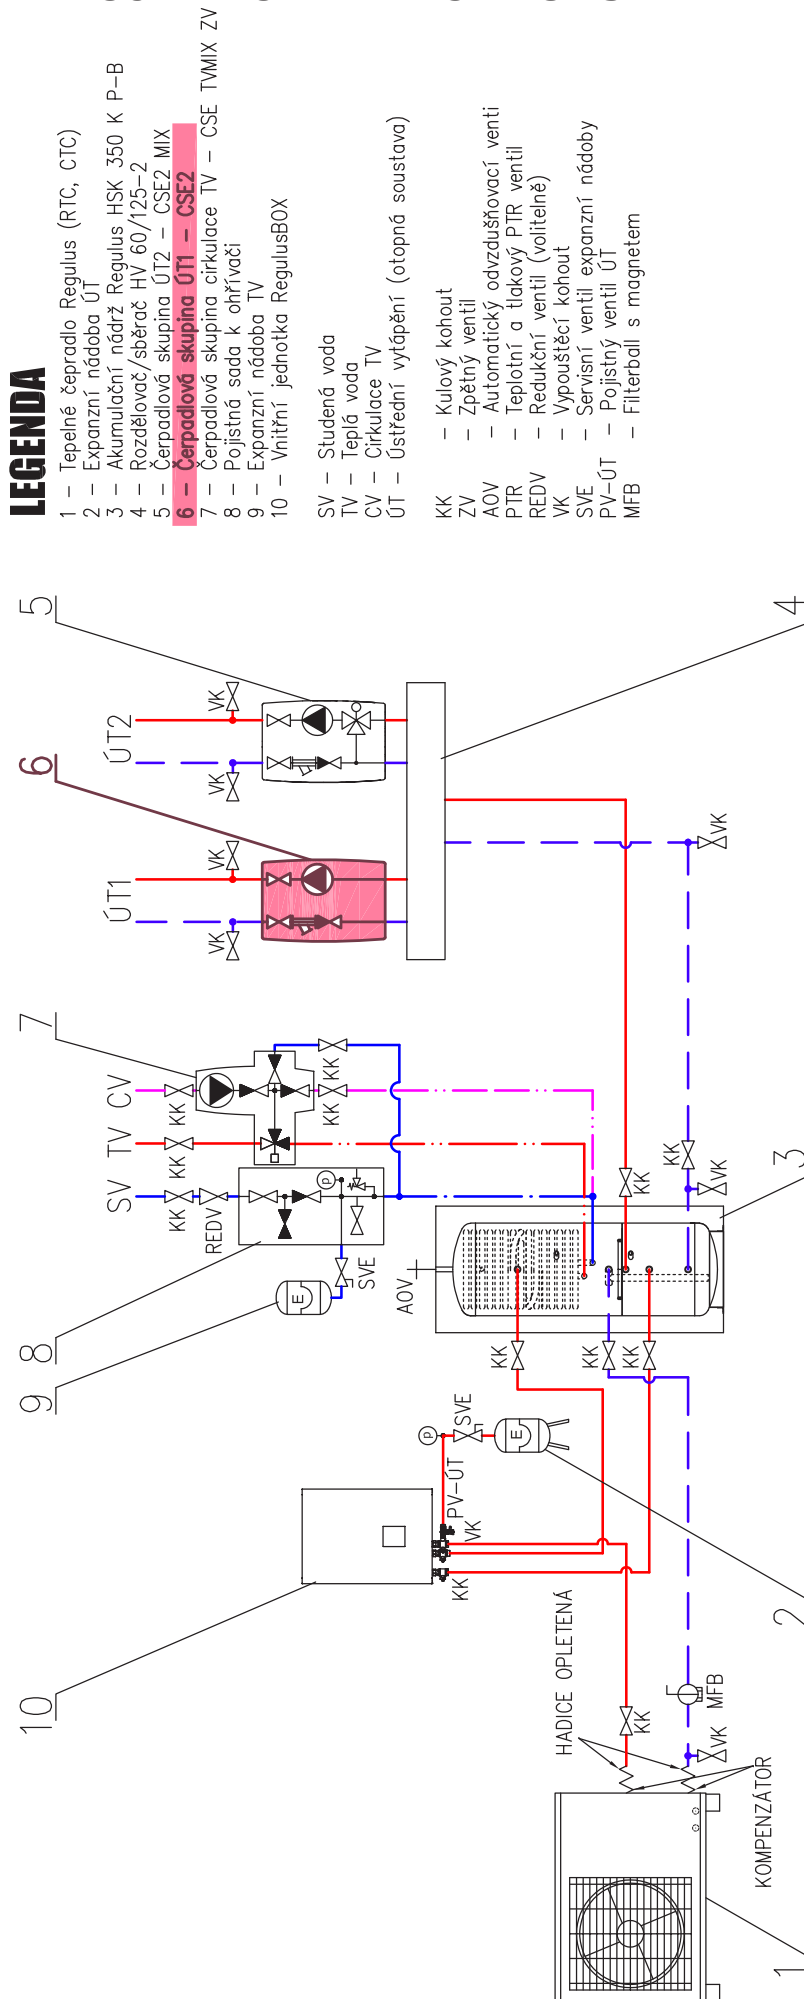 LEGENDA
1 – Tepelné čepradlo Regulus (RTC, CTC)
2 – Expanzní nádoba ÚT
3 – Akumulační nádrž Regulus HSK 350 K P–B
4 – Rozdělovač/sběrač HV 60/125–2
5 – Čerpadlová skupina ÚT2 – CSE2 MIX
6 – Čerpadlová skupina ÚT1 – CSE2
7 – Čerpadlová skupina cirkulace TV – CSE TVMIX ZV
8 – Pojistná sada k ohřívači
9 – Expanzní nádoba TV
10 – Vnitřní jednotka RegulusBOX
SV – Studená voda
TV – Teplá voda
CV – Cirkulace TV
ÚT – Ústřední vytápění (otopná soustava)
KK – Kulový kohout
ZV – Zpětný ventil
AOV – Automatický odvzdušňovací venti
PTR – Teplotní a tlakový PTR ventil
REDV – Redukční ventil (volitelně)
VK – Vypouštěcí kohout
SVE – Servisní ventil expanzní nádoby
PV–ÚT – Pojistný ventil ÚT
MFB – Filterball s magnetem
10
9
8
7
6
5
SV
TV
CV
ÚT1
ÚT2
KK
KK
KK
VK
VK
VK
VK
REDV
KK
KK
p
E
SVE
AOV
p
SVE
E
PV–ÚT
VK
KK
KK
KK
KK
KK
KK
VK
VK
HADICE OPLETENÁ
KK
MFB
VK
KOMPENZÁTOR
1
2
3
4